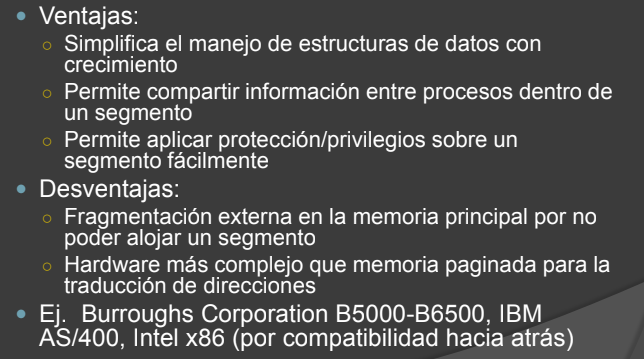 Ventajas:
Simplifica el manejo de estructuras de datos con
crecimiento
Permite compartir información entre procesos dentro de
un segmento
Permite aplicar protección/privilegios sobre un
segmento fácilmente
Desventajas:
Fragmentación externa en la memoria principal por no
poder alojar un segmento
Hardware más complejo que memoria paginada para la
traducción de direcciones
Ej. Burroughs Corporation B5000-B6500, IBM
AS/400, Intel x86 (por compatibilidad hacia atrás)